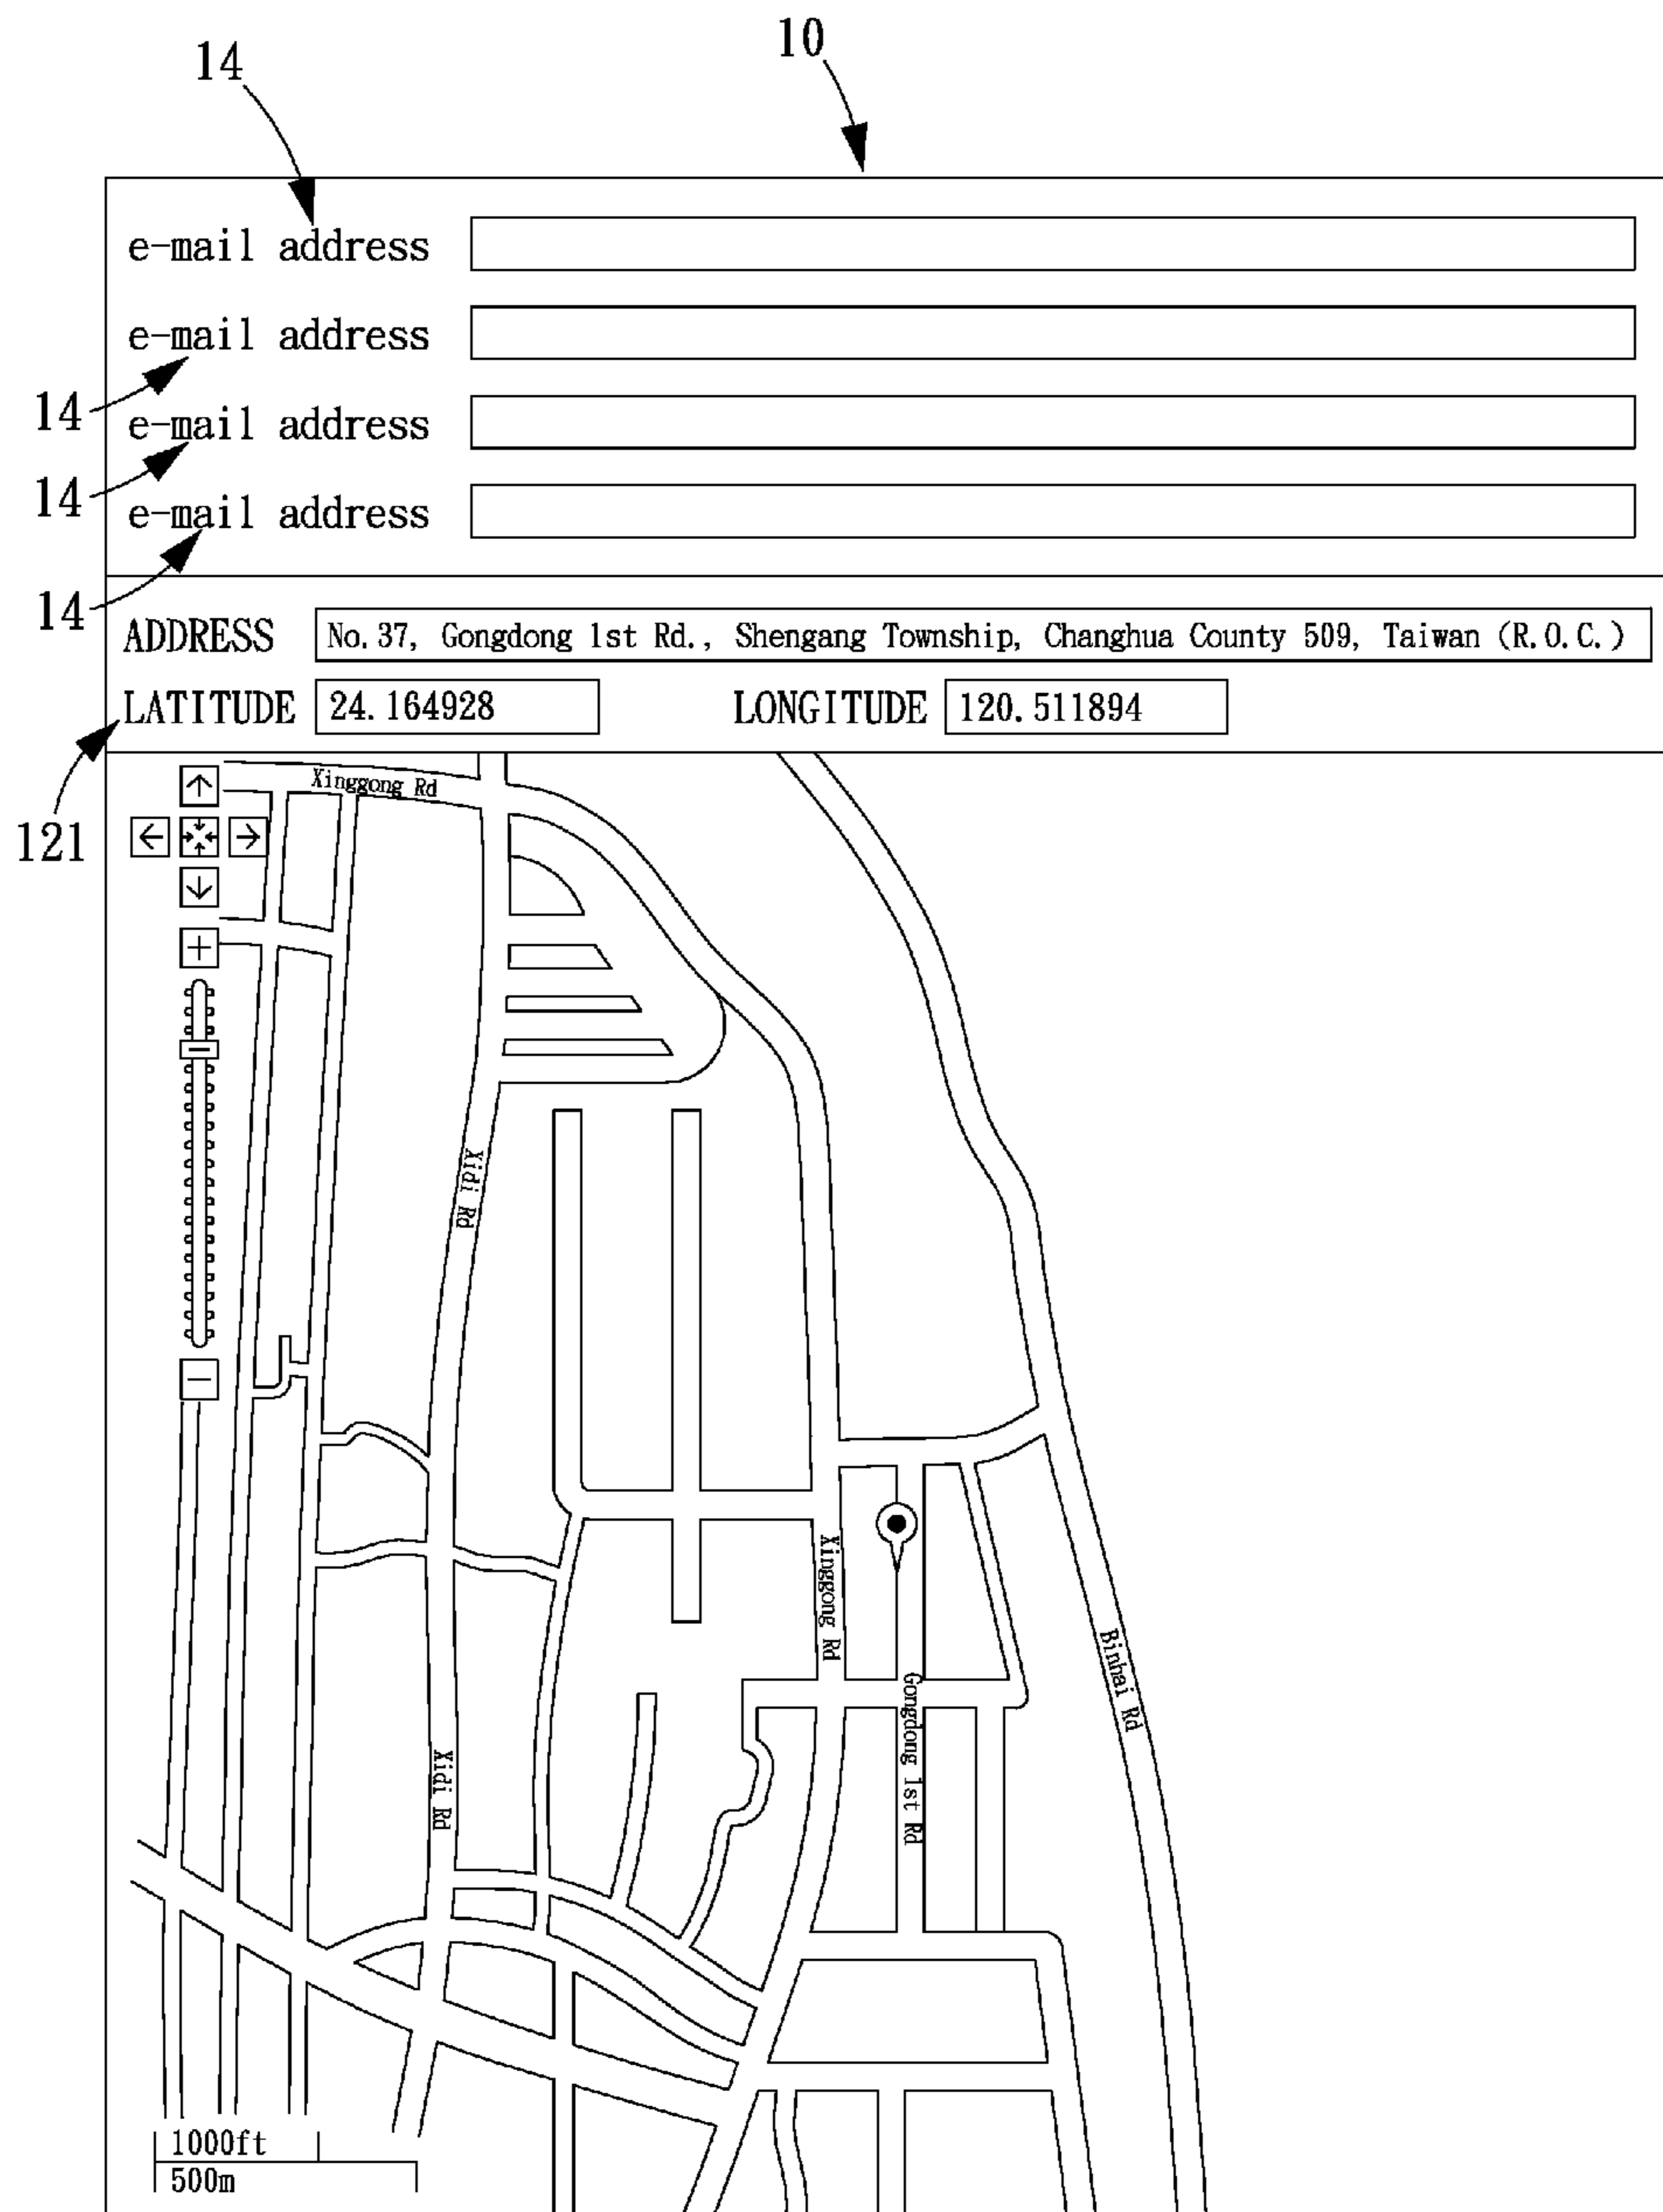 10
14
e-mail address
e-mail address
14
e-mail address
14
e-mail address
14
ADDRESS No.37, Gongdong 1st Rd., Shengang Township, Changhua County 509, Taiwan (R.O.C.)
LATITUDE 24.164928 LONGITUDE 120.511894
121
Xinggong Rd
Xidi Rd
Xinggong Rd
Binhai Rd
Gongdong 1st Rd
Xidi Rd
1000ft
500m